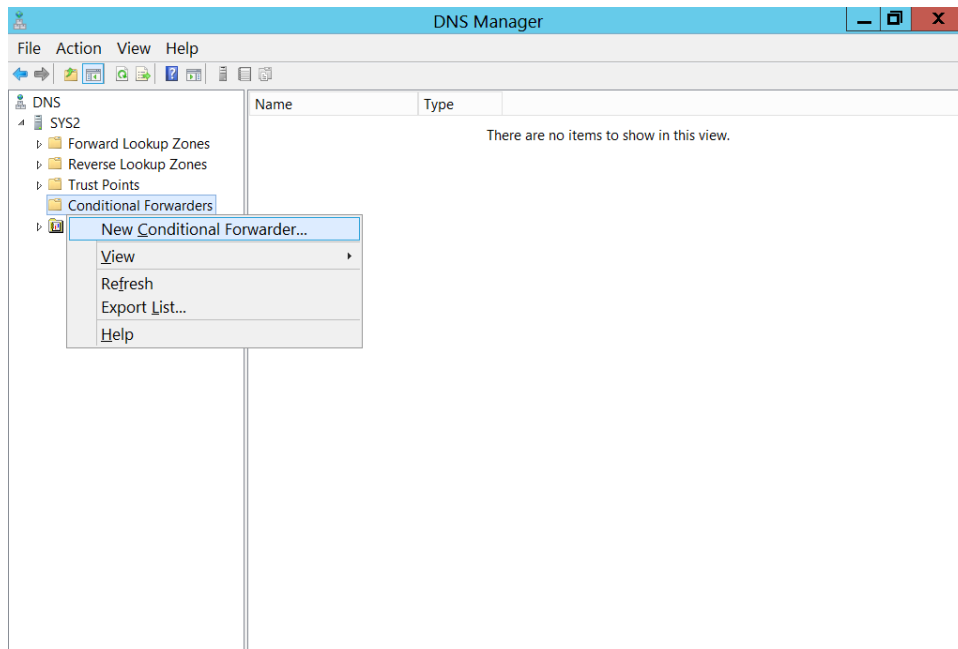 DNS Manager
File Action View Help
DNS
SYS2
Forward Lookup Zones
Reverse Lookup Zones
Trust Points
Conditional Forwarders
Name Type
There are no items to show in this view.
New Conditional Forwarder...
View
Refresh
Export List...
Help